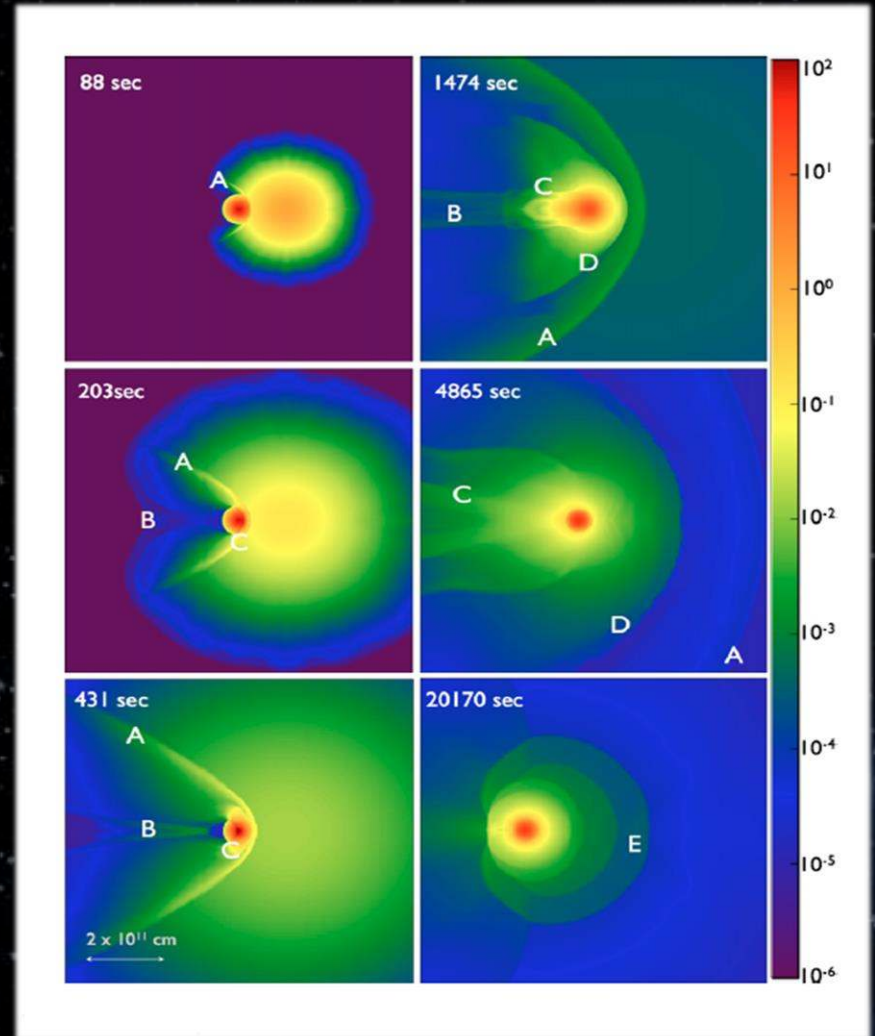 88 sec
A
1474 sec
C
B
D
A
203sec
A
B
C
4865 sec
C
D
A
431 sec
A
B
C
2 x 10¹¹ cm
20170 sec
E
10²
10¹
10⁰
10⁻¹
10⁻²
10⁻³
10⁻⁴
10⁻⁵
10⁻⁶